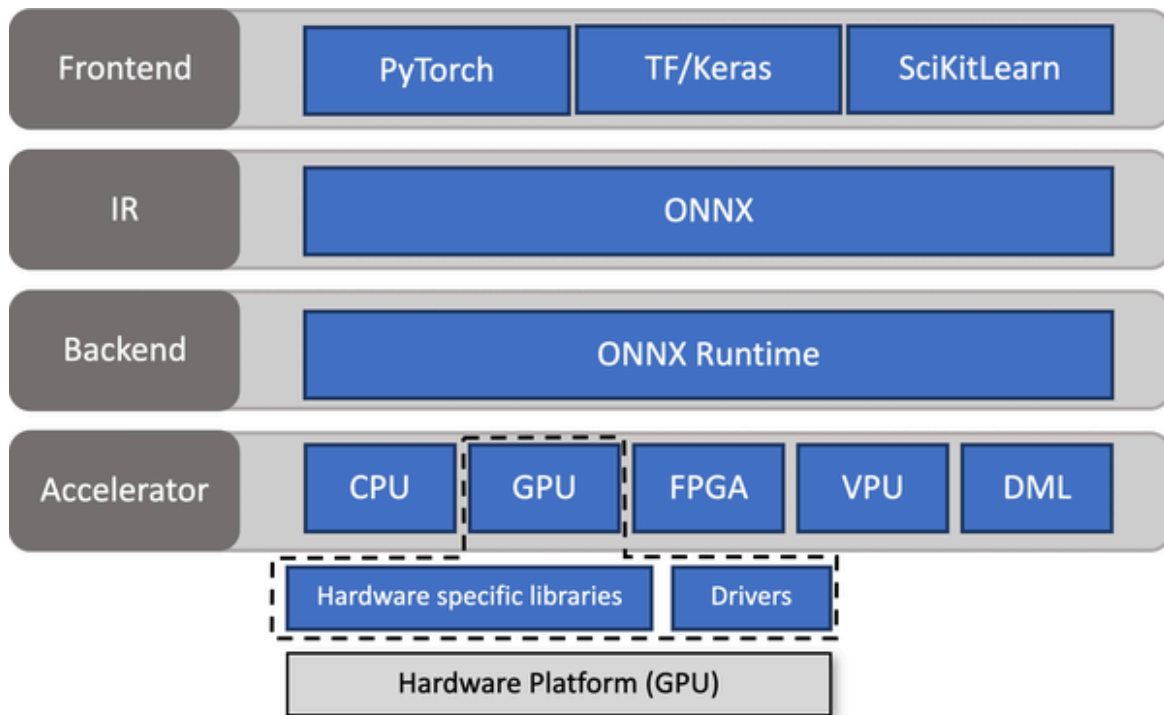 Frontend
PyTorch
TF/Keras
SciKitLearn
IR
ONNX
Backend
ONNX Runtime
Accelerator
CPU
GPU
FPGA
VPU
DML
Hardware specific libraries
Drivers
Hardware Platform (GPU)